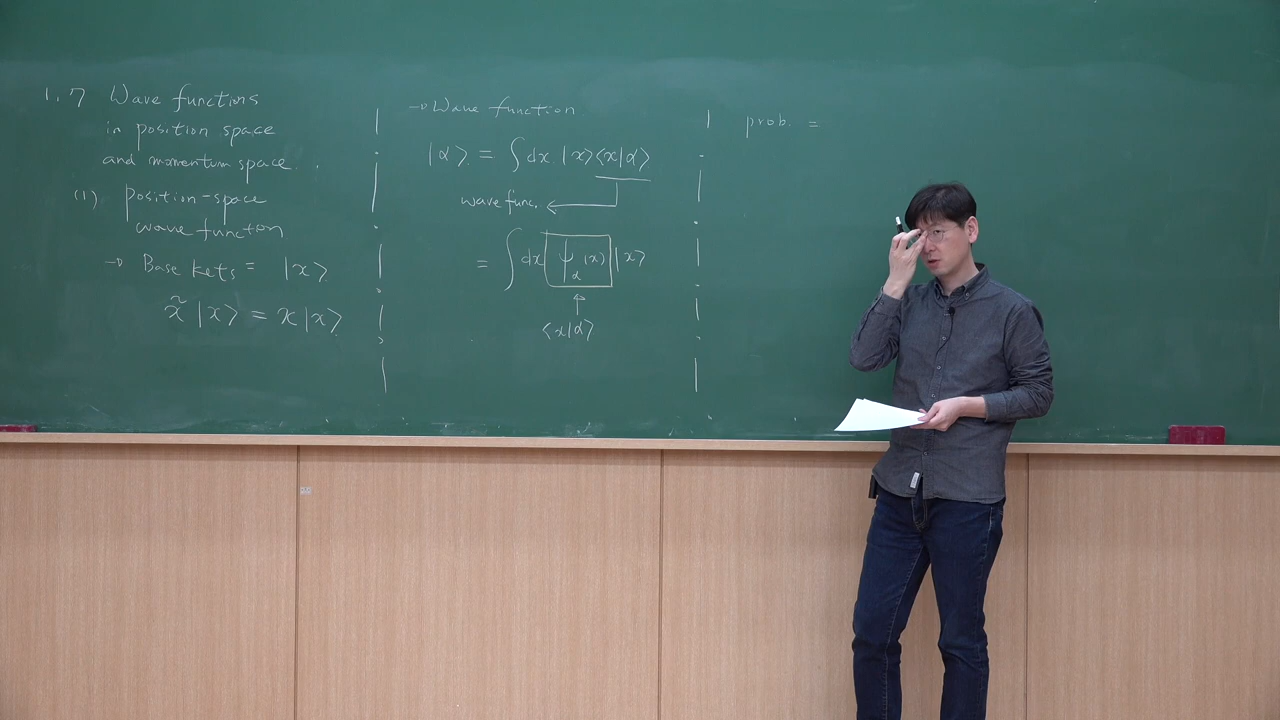 1.7 Wave functions
in position space
and momentum space.
(1) position-space
wave function
→ Base kets = |x>
x̃ |x> = x |x>
→ Wave function
|α> = ∫dx |x><x|α>
wave func. ←
= ∫dx ψ_α(x) |x>
↑
<x|α>
prob. =